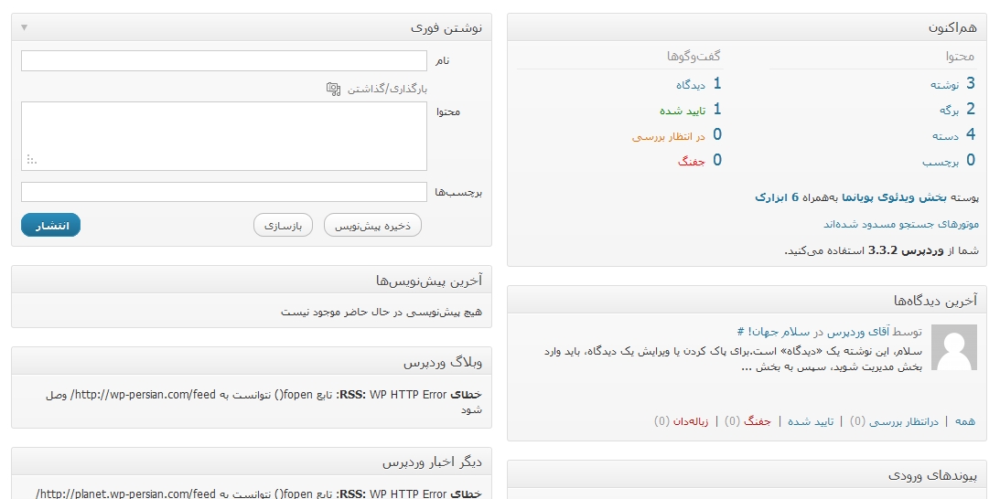 هم‌اکنون
محتوا
گفت‌وگوها
3 نوشته
1 دیدگاه
2 برگه
1 تایید شده
4 دسته
0 در انتظار بررسی
0 برچسب
0 جفنگ
پوسته بخش ویدئوی پویانما به‌همراه 6 ابزارک
موتورهای جستجو مسدود شده‌اند
شما از وردپرس 3.3.2 استفاده می‌کنید.
آخرین دیدگاه‌ها
توسط آقای وردپرس در سلام جهان! #
سلام، این نوشته یک «دیدگاه» است.برای پاک کردن یا ویرایش یک دیدگاه، باید وارد
بخش مدیریت شوید، سپس به بخش ...
همه | درانتظار بررسی (0) | تایید شده | جفنگ (0) | زباله‌دان (0)
پیوندهای ورودی
نوشتن فوری
نام
بارگذاری/گذاشتن
محتوا
برچسب‌ها
ذخیره پیش‌نویس
بازسازی
انتشار
آخرین پیش‌نویس‌ها
هیچ پیش‌نویسی در حال حاضر موجود نیست
وبلاگ وردپرس
خطای RSS: WP HTTP Error: تابع fopen() نتوانست به http://wp-persian.com/feed/ وصل
شود
دیگر اخبار وردپرس
خطای RSS: WP HTTP Error: تابع fopen() نتوانست به http://planet.wp-persian.com/feed/